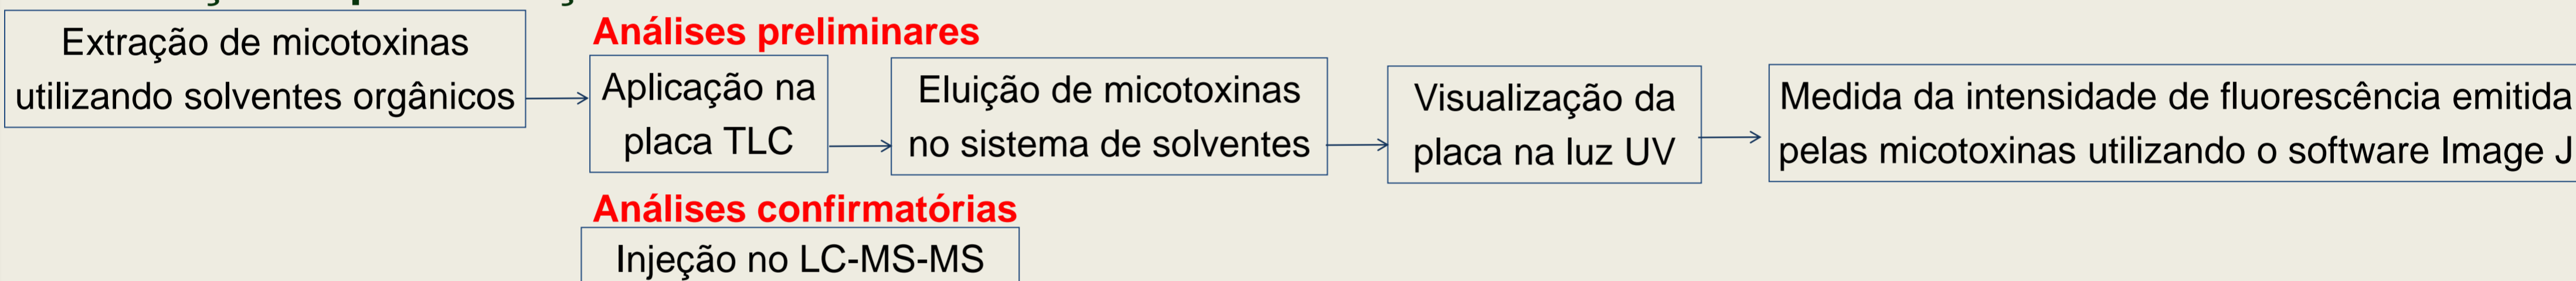 Extração de micotoxinas
utilizando solventes orgânicos
Análises preliminares
Aplicação na
placa TLC
Eluição de micotoxinas
no sistema de solventes
Visualização da
placa na luz UV
Medida da intensidade de fluorescência emitida
pelas micotoxinas utilizando o software Image J
Análises confirmatórias
Injeção no LC-MS-MS